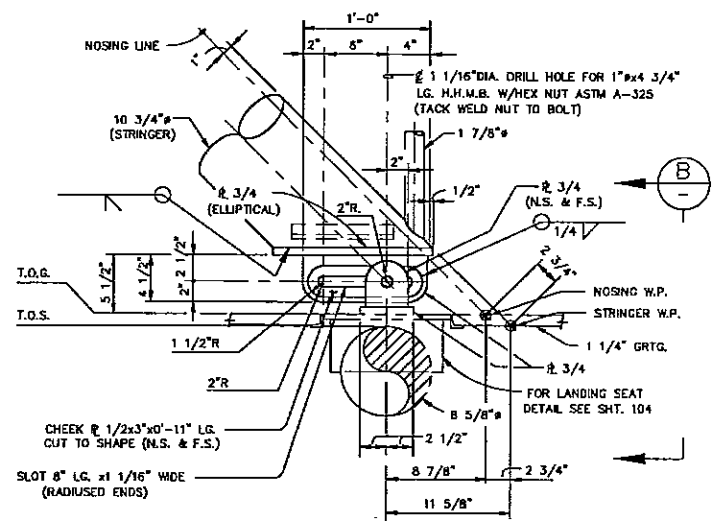 1'-0"
2" 8" 4"
NOSING LINE
1"
℄ 1 1/16"DIA. DRILL HOLE FOR 1"øx4 3/4"
LG. H.H.M.B. W/HEX NUT ASTM A-325
(TACK WELD NUT TO BOLT)
10 3/4"ø
(STRINGER)
1 7/8"ø
2"
B
-
1/2"
℞ 3/4
(ELLIPTICAL)
2"R.
℞ 3/4
(N.S. & F.S.)
1/4
2 3/4"
5 1/2"
4 1/2"
2" 2 1/2"
T.O.G.
T.O.S.
NOSING W.P.
STRINGER W.P.
1 1/2"R
1 1/4" GRTG.
℞ 3/4
2"R
FOR LANDING SEAT
DETAIL SEE SHT. 104
8 5/8"ø
CHEEK ℞ 1/2x3"x0'-11" LG.
CUT TO SHAPE (N.S. & F.S.)
2 1/2"
SLOT 8" LG. x1 1/16" WIDE
(RADIUSED ENDS)
8 7/8"
2 3/4"
11 5/8"